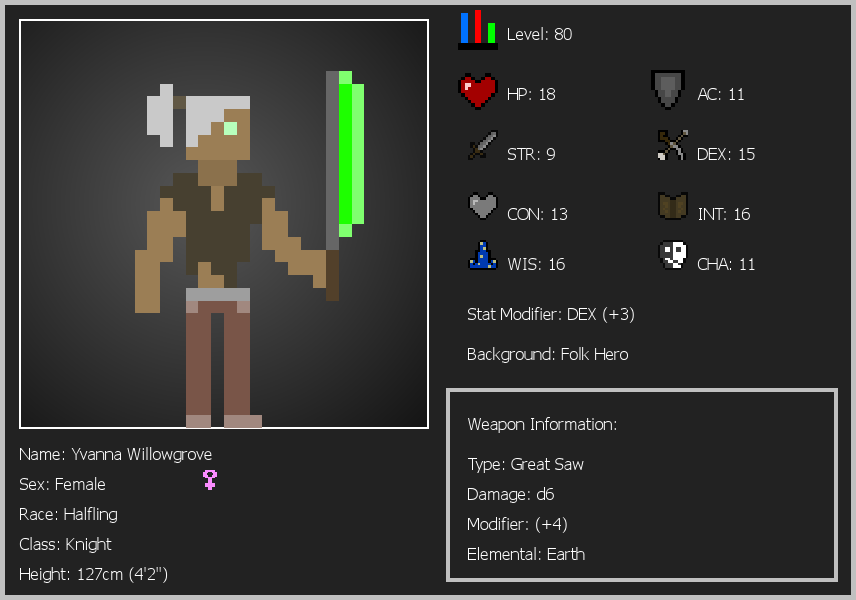 Level: 80
HP: 18
AC: 11
STR: 9
DEX: 15
CON: 13
INT: 16
WIS: 16
CHA: 11
Stat Modifier: DEX (+3)
Background: Folk Hero
Weapon Information:
Type: Great Saw
Damage: d6
Modifier: (+4)
Elemental: Earth
Name: Yvanna Willowgrove
Sex: Female
Race: Halfling
Class: Knight
Height: 127cm (4'2")